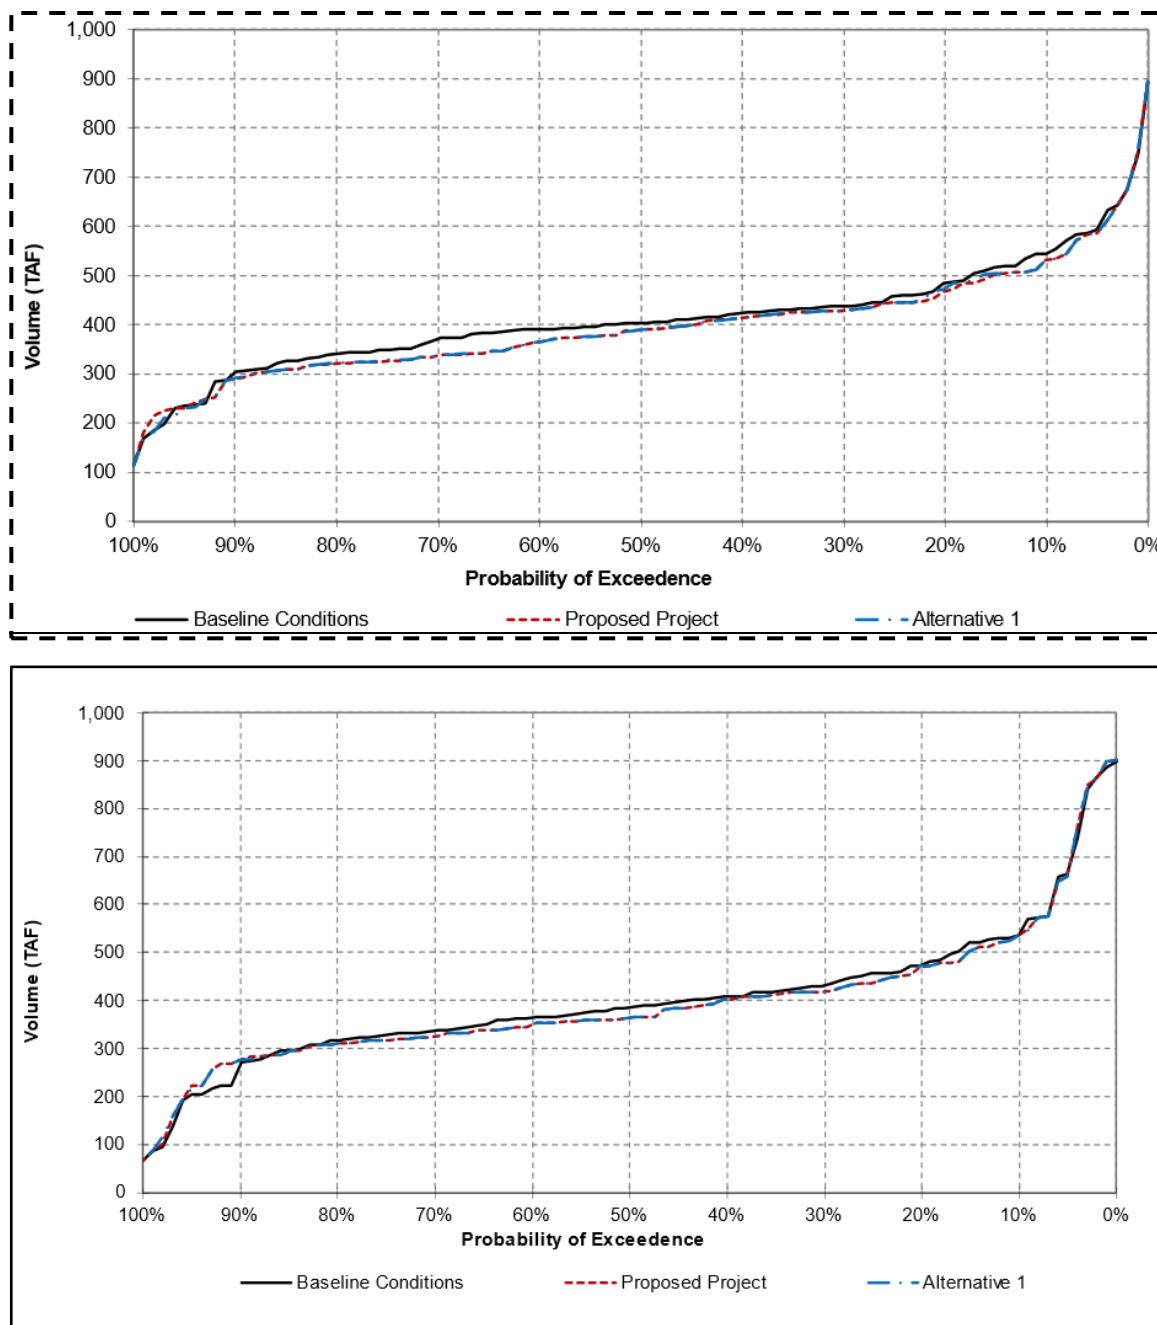 1,000
900
800
700
600
500
400
300
200
100
0
Volume (TAF)
100% 90% 80% 70% 60% 50% 40% 30% 20% 10% 0%
Probability of Exceedence
Baseline Conditions Proposed Project Alternative 1
1,000
900
800
700
600
500
400
300
200
100
0
Volume (TAF)
100% 90% 80% 70% 60% 50% 40% 30% 20% 10% 0%
Probability of Exceedence
Baseline Conditions Proposed Project Alternative 1